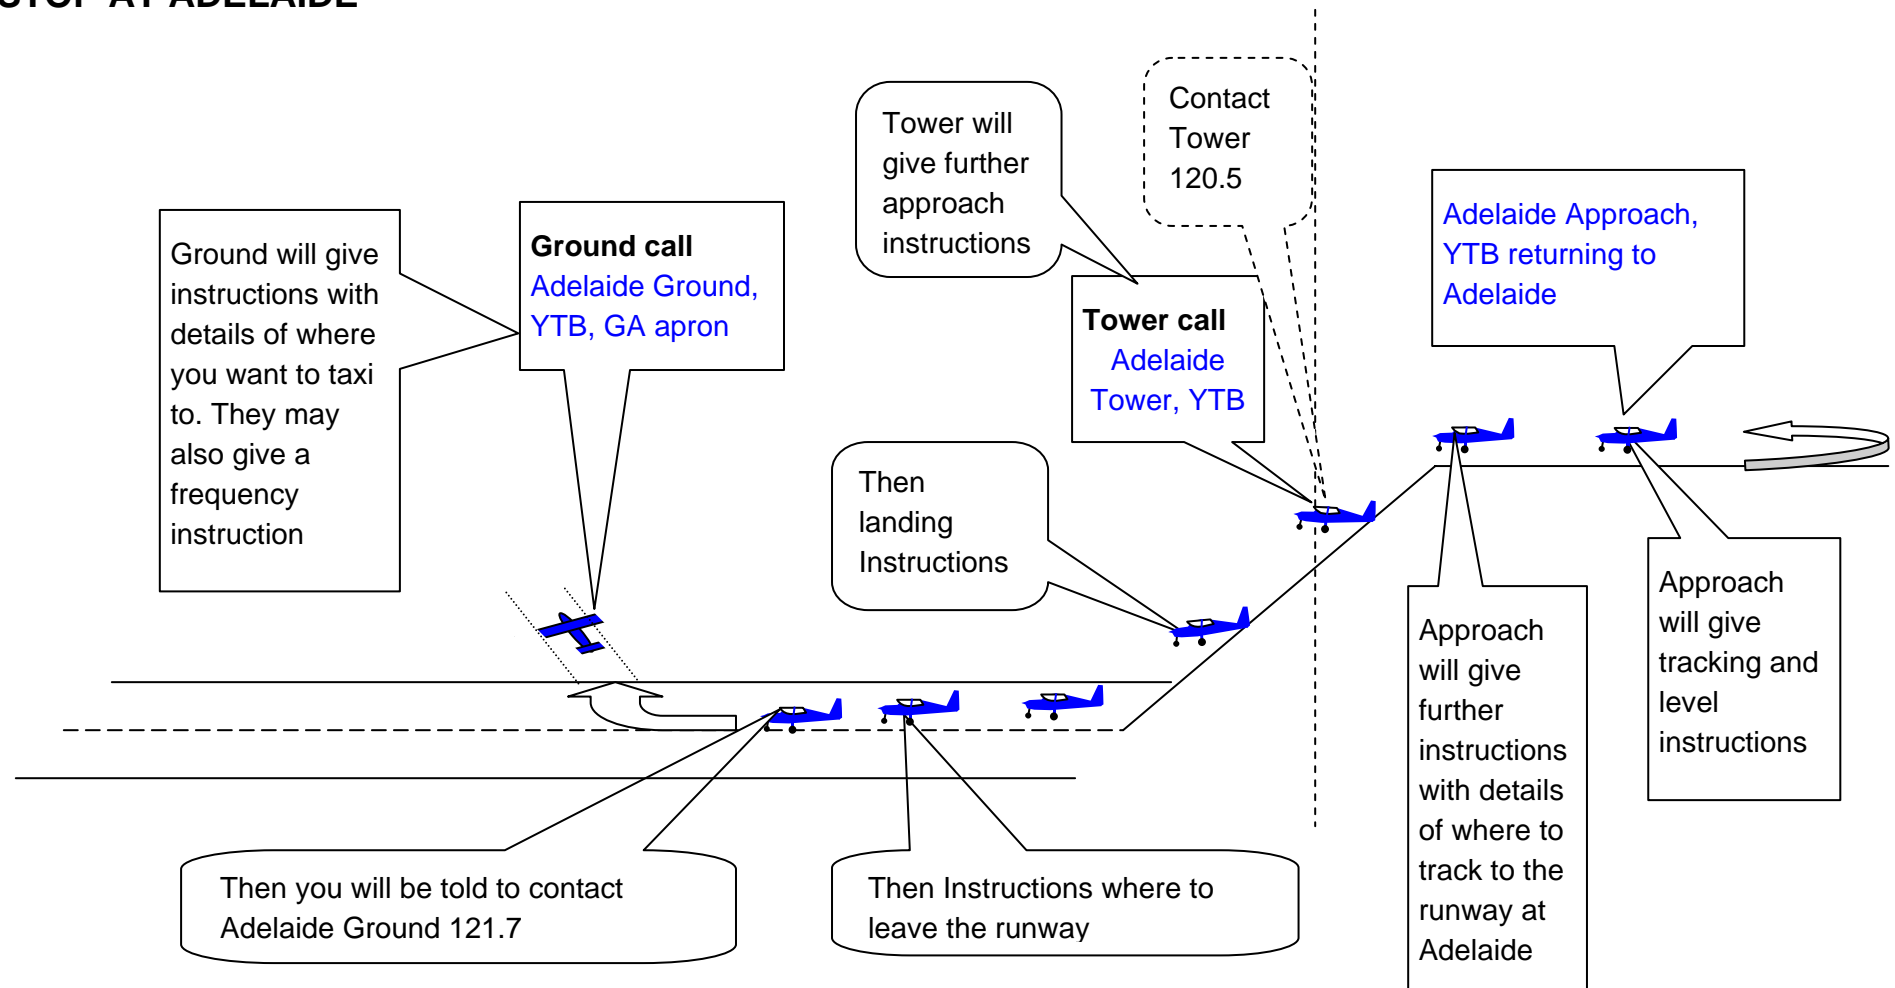 STOP AT ADELAIDE
Contact
Tower
120.5
Tower will
give further
approach
instructions
Adelaide Approach,
YTB returning to
Adelaide
Ground will give
instructions with
details of where
you want to taxi
to. They may
also give a
frequency
instruction
Ground call
Adelaide Ground,
YTB, GA apron
Tower call
Adelaide
Tower, YTB
Then
landing
Instructions
Approach
will give
further
instructions
with details
of where to
track to the
runway at
Adelaide
Approach
will give
tracking and
level
instructions
Then you will be told to contact
Adelaide Ground 121.7
Then Instructions where to
leave the runway